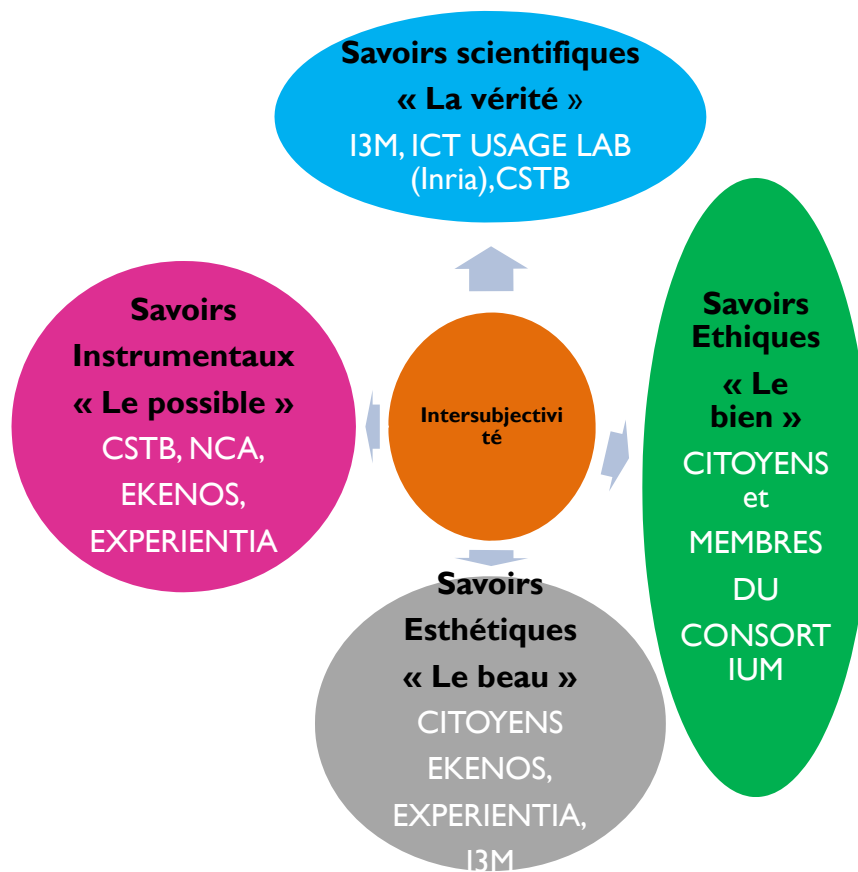 Savoirs scientifiques
« La vérité »
I3M, ICT USAGE LAB
(Inria),CSTB
Savoirs
Instrumentaux
« Le possible »
CSTB, NCA,
EKENOS,
EXPERIENTIA
Intersubjectivi
té
Savoirs
Ethiques
« Le
bien »
CITOYENS
et
MEMBRES
DU
CONSORT
IUM
Savoirs
Esthétiques
« Le beau »
CITOYENS
EKENOS,
EXPERIENTIA,
I3M